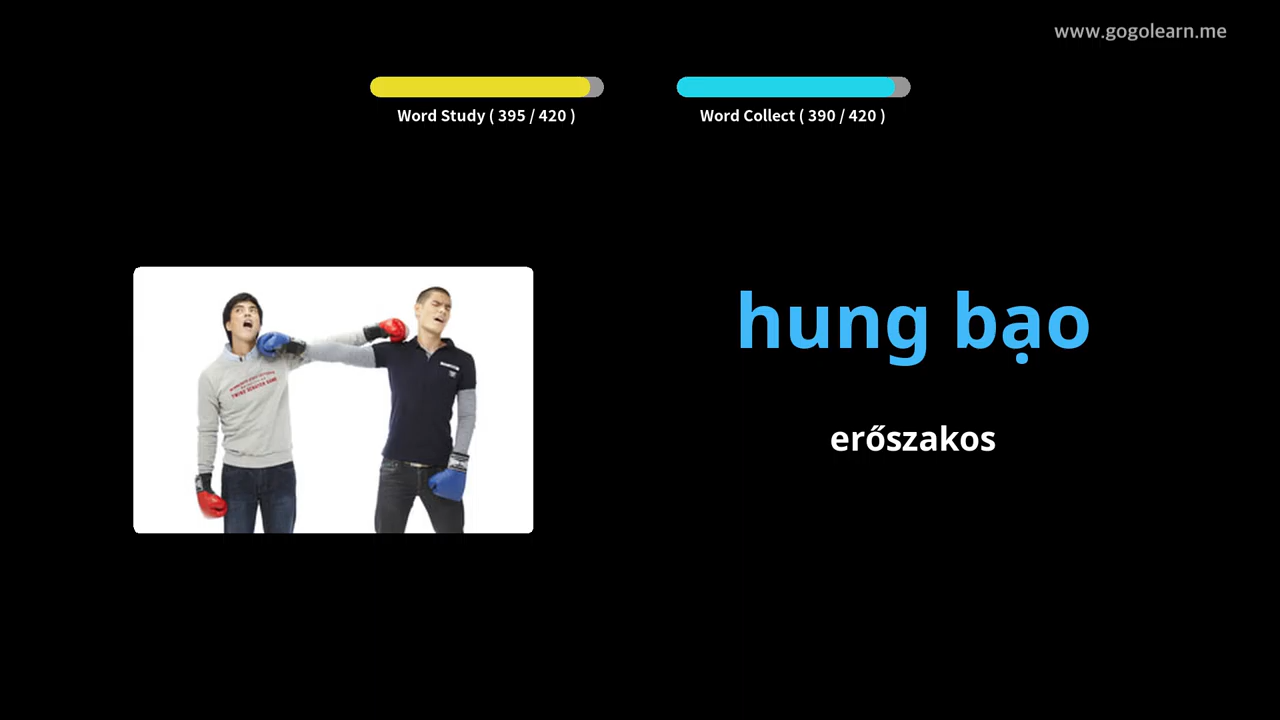 www.gogolearn.me
Word Study ( 395 / 420 )
Word Collect ( 390 / 420 )
hung bạo
erőszakos